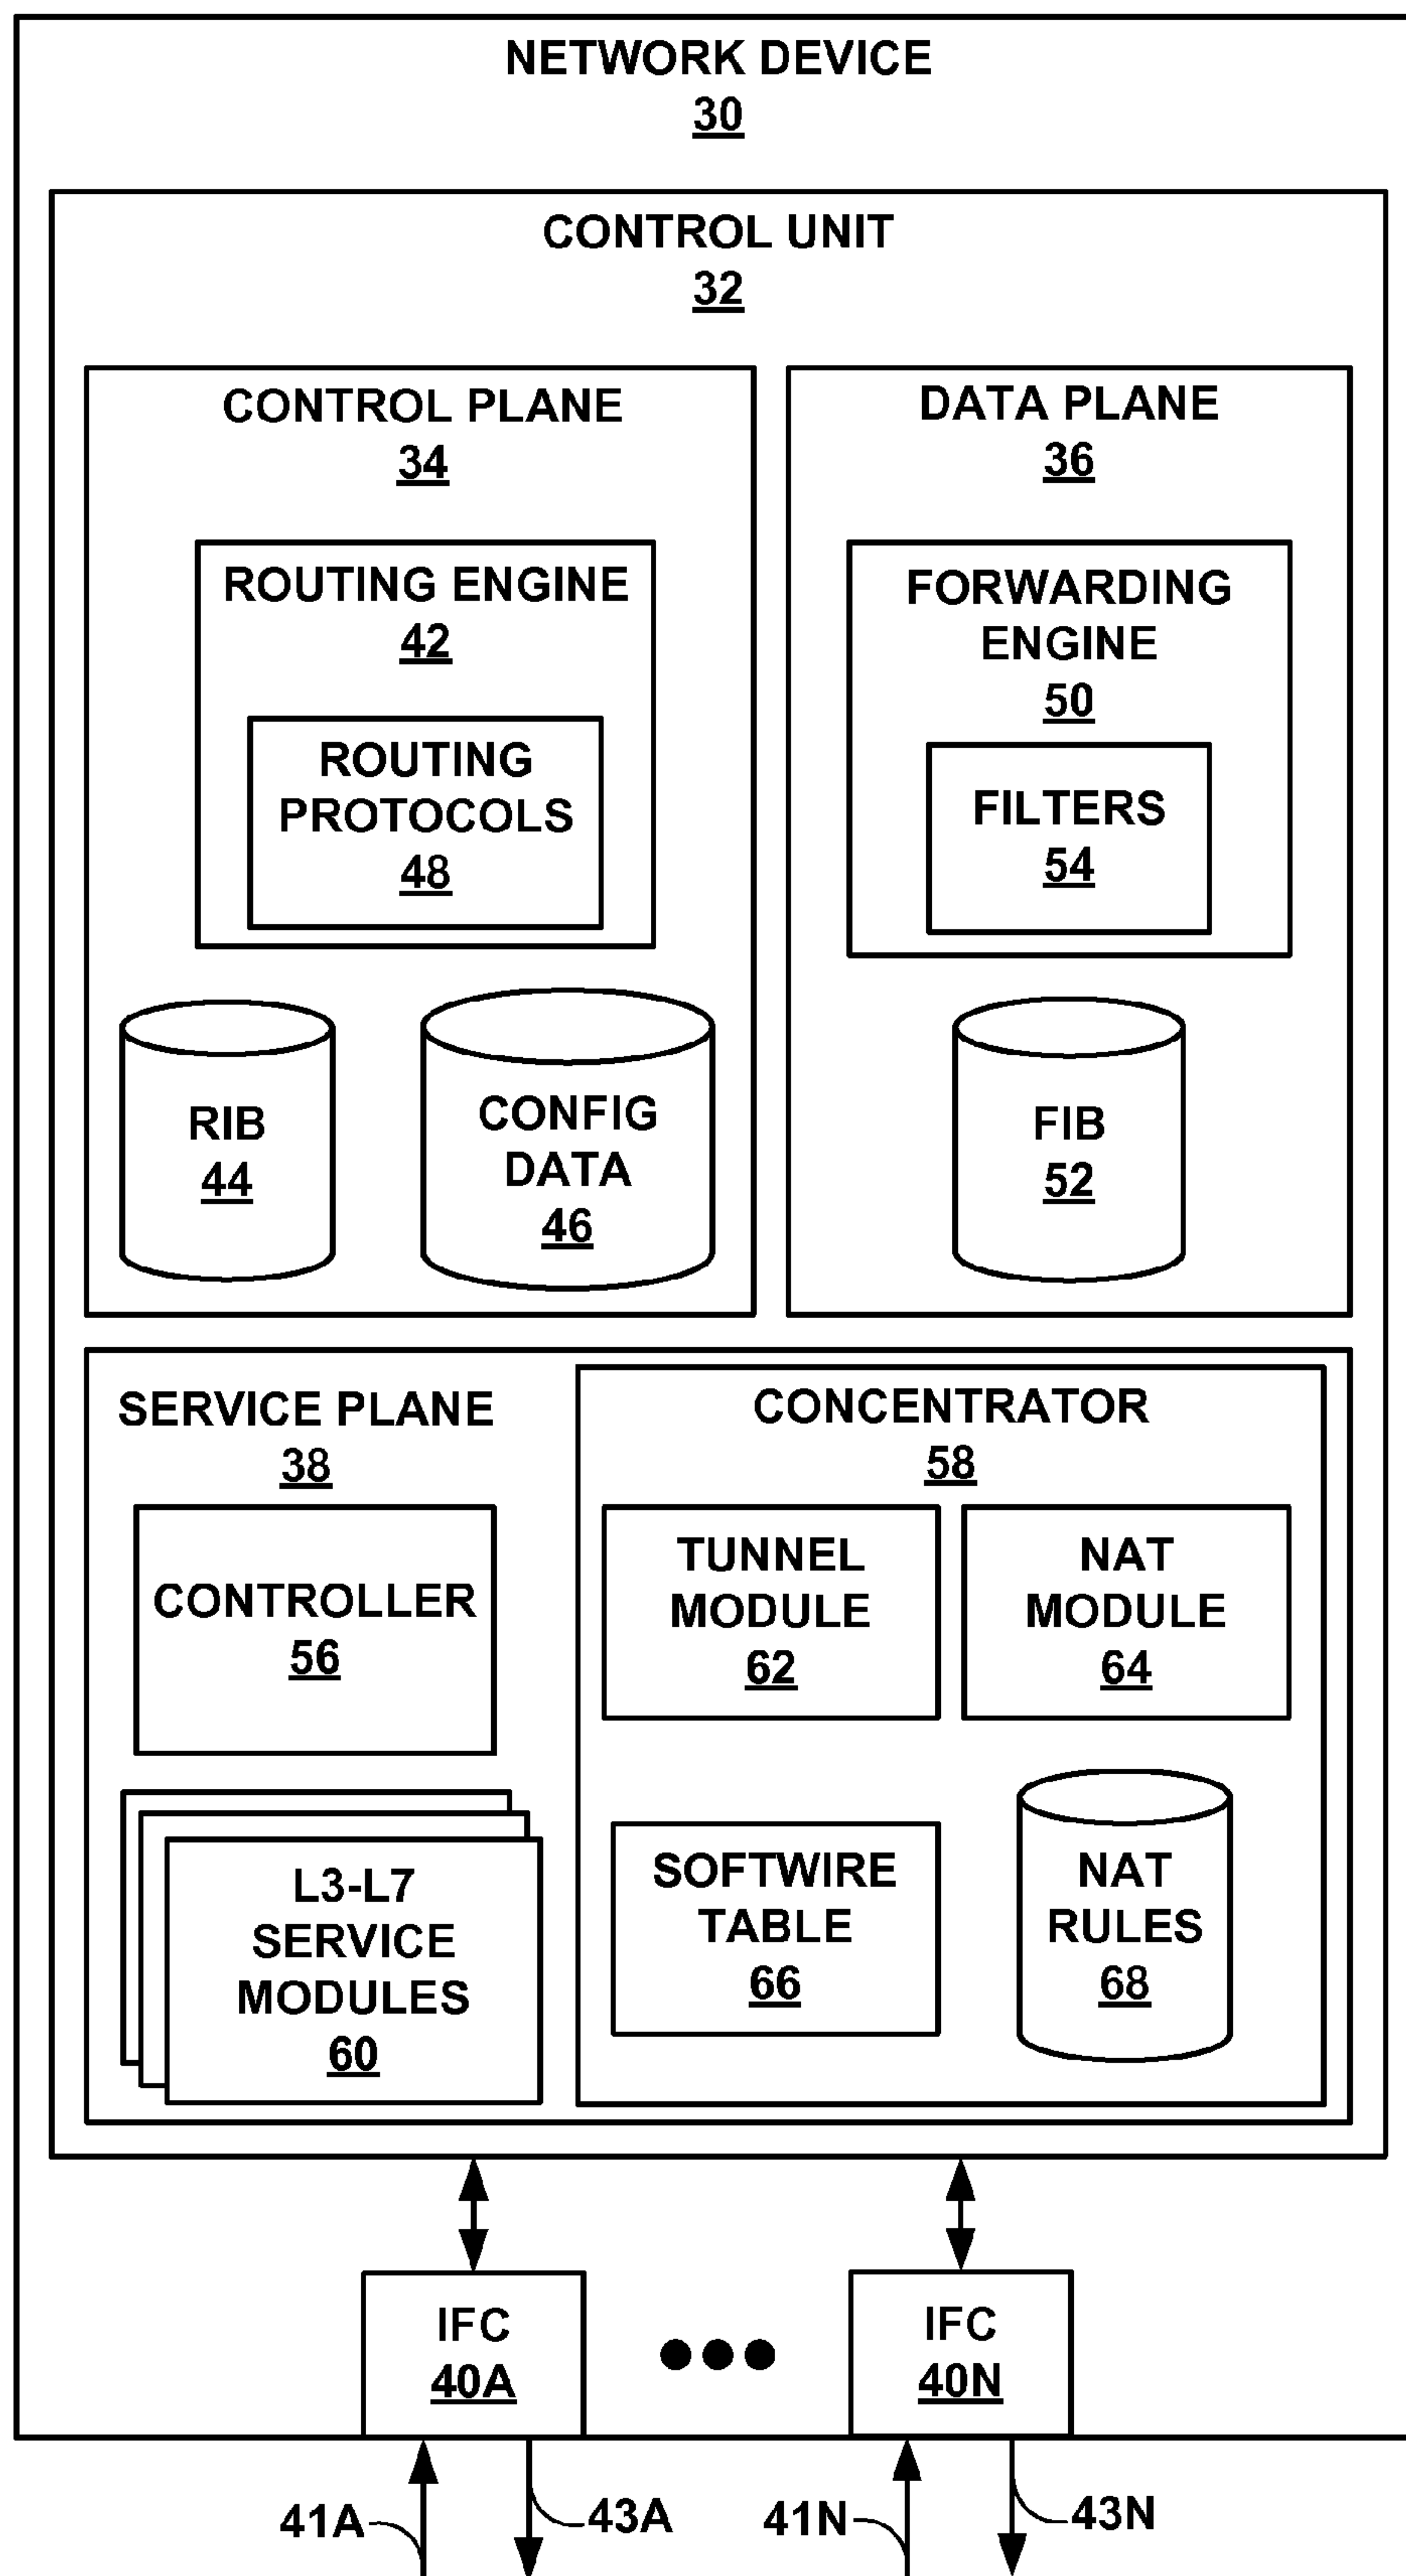 NETWORK DEVICE
30
CONTROL UNIT
32
CONTROL PLANE
34
ROUTING ENGINE
42
ROUTING
PROTOCOLS
48
RIB
44
CONFIG
DATA
46
DATA PLANE
36
FORWARDING
ENGINE
50
FILTERS
54
FIB
52
SERVICE PLANE
38
CONTROLLER
56
L3-L7
SERVICE
MODULES
60
CONCENTRATOR
58
TUNNEL
MODULE
62
NAT
MODULE
64
SOFTWIRE
TABLE
66
NAT
RULES
68
IFC
40A
IFC
40N
41A
43A
41N
43N